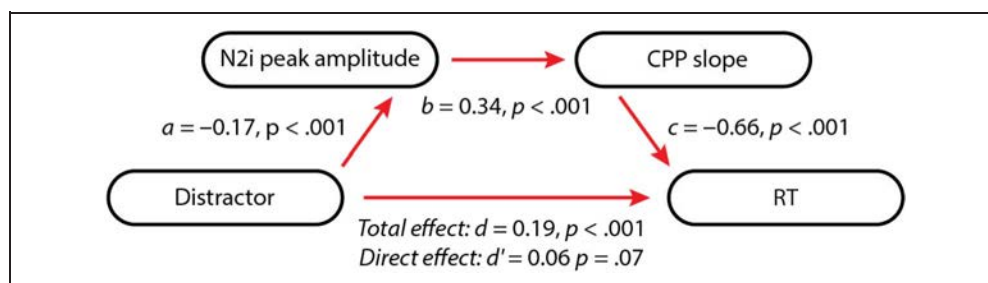 N2i peak amplitude
CPP slope
b = 0.34, p < .001
a = –0.17, p < .001
c = –0.66, p < .001
Distractor
RT
Total effect: d = 0.19, p < .001
Direct effect: d' = 0.06 p = .07